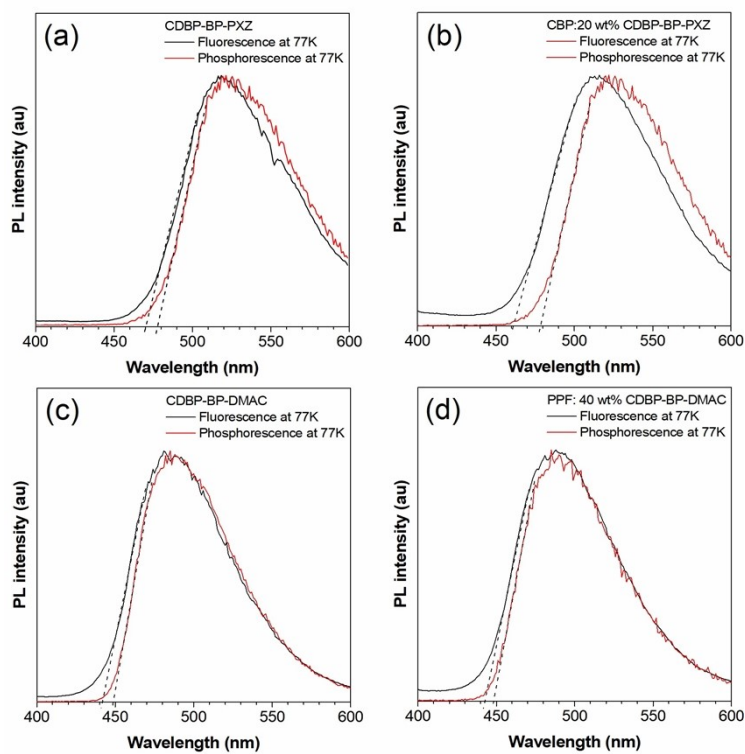 (a)
CDBP-BP-PXZ
Fluorescence at 77K
Phosphorescence at 77K
PL intensity (au)
400 450 500 550 600
Wavelength (nm)
(b)
CBP:20 wt% CDBP-BP-PXZ
Fluorescence at 77K
Phosphorescence at 77K
PL intensity (au)
400 450 500 550 600
Wavelength (nm)
(c)
CDBP-BP-DMAC
Fluorescence at 77K
Phosphorescence at 77K
PL intensity (au)
400 450 500 550 600
Wavelength (nm)
(d)
PPF: 40 wt% CDBP-BP-DMAC
Fluorescence at 77K
Phosphorescence at 77K
PL intensity (au)
400 450 500 550 600
Wavelength (nm)